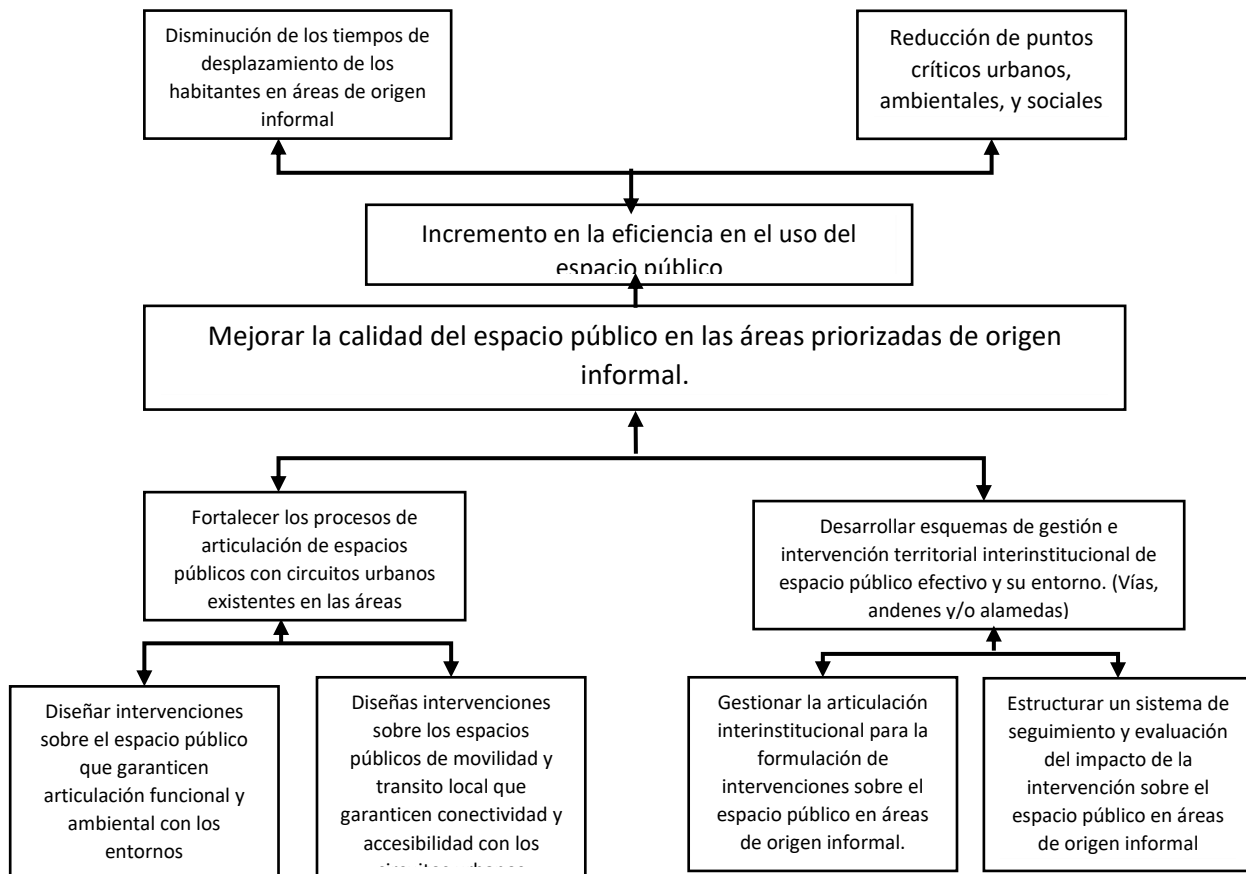 Disminución de los tiempos de
desplazamiento de los
habitantes en áreas de origen
informal
Reducción de puntos
críticos urbanos,
ambientales, y sociales
Incremento en la eficiencia en el uso del
espacio público
Mejorar la calidad del espacio público en las áreas priorizadas de origen
informal.
Fortalecer los procesos de
articulación de espacios
públicos con circuitos urbanos
existentes en las áreas
Desarrollar esquemas de gestión e
intervención territorial interinstitucional de
espacio público efectivo y su entorno. (Vías,
andenes y/o alamedas)
Diseñar intervenciones
sobre el espacio público
que garanticen
articulación funcional y
ambiental con los
entornos
Diseñas intervenciones
sobre los espacios
públicos de movilidad y
transito local que
garanticen conectividad y
accesibilidad con los
circuitos urbanos
Gestionar la articulación
interinstitucional para la
formulación de
intervenciones sobre el
espacio público en áreas
de origen informal.
Estructurar un sistema de
seguimiento y evaluación
del impacto de la
intervención sobre el
espacio público en áreas
de origen informal